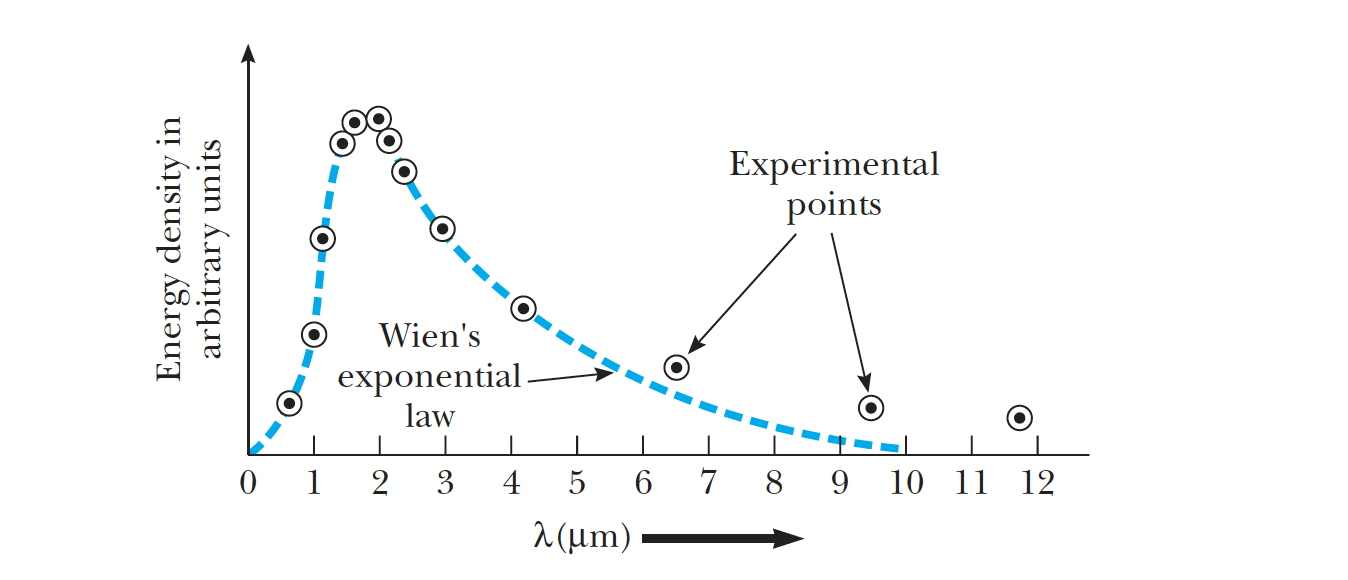 Energy density in
arbitrary units
Experimental
points
Wien's
exponential
law
0 1 2 3 4 5 6 7 8 9 10 11 12
λ(μm)